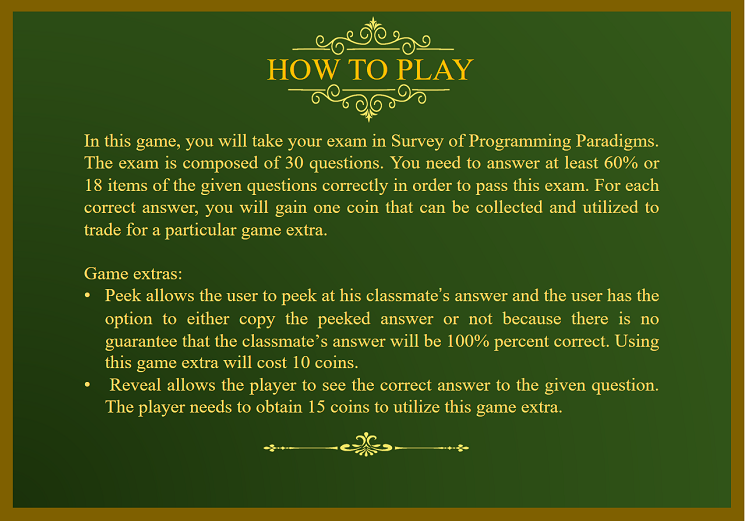 HOW TO PLAY
In this game, you will take your exam in Survey of Programming Paradigms.
The exam is composed of 30 questions. You need to answer at least 60% or
18 items of the given questions correctly in order to pass this exam. For each
correct answer, you will gain one coin that can be collected and utilized to
trade for a particular game extra.
Game extras:
• Peek allows the user to peek at his classmate's answer and the user has the
option to either copy the peeked answer or not because there is no
guarantee that the classmate's answer will be 100% percent correct. Using
this game extra will cost 10 coins.
• Reveal allows the player to see the correct answer to the given question.
The player needs to obtain 15 coins to utilize this game extra.